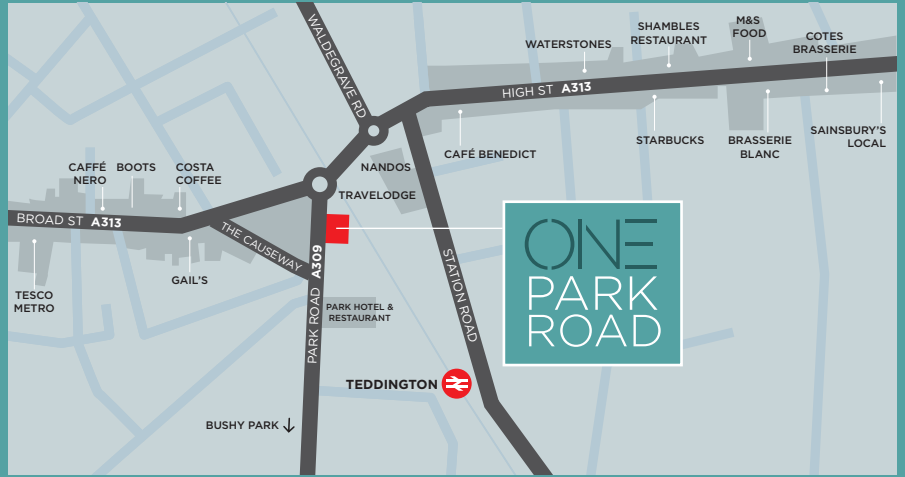 WALDEGRAVE RD
WATERSTONES
SHAMBLES
RESTAURANT
M&S
FOOD
COTES
BRASSERIE
HIGH ST A313
CAFÉ BENEDICT
STARBUCKS
BRASSERIE
BLANC
SAINSBURY'S
LOCAL
CAFFÉ
NERO
BOOTS
COSTA
COFFEE
NANDOS
TRAVELODGE
BROAD ST A313
THE CAUSEWAY
GAIL'S
TESCO
METRO
PARK ROAD A309
STATION ROAD
PARK HOTEL &
RESTAURANT
ONE
PARK
ROAD
TEDDINGTON
BUSHY PARK